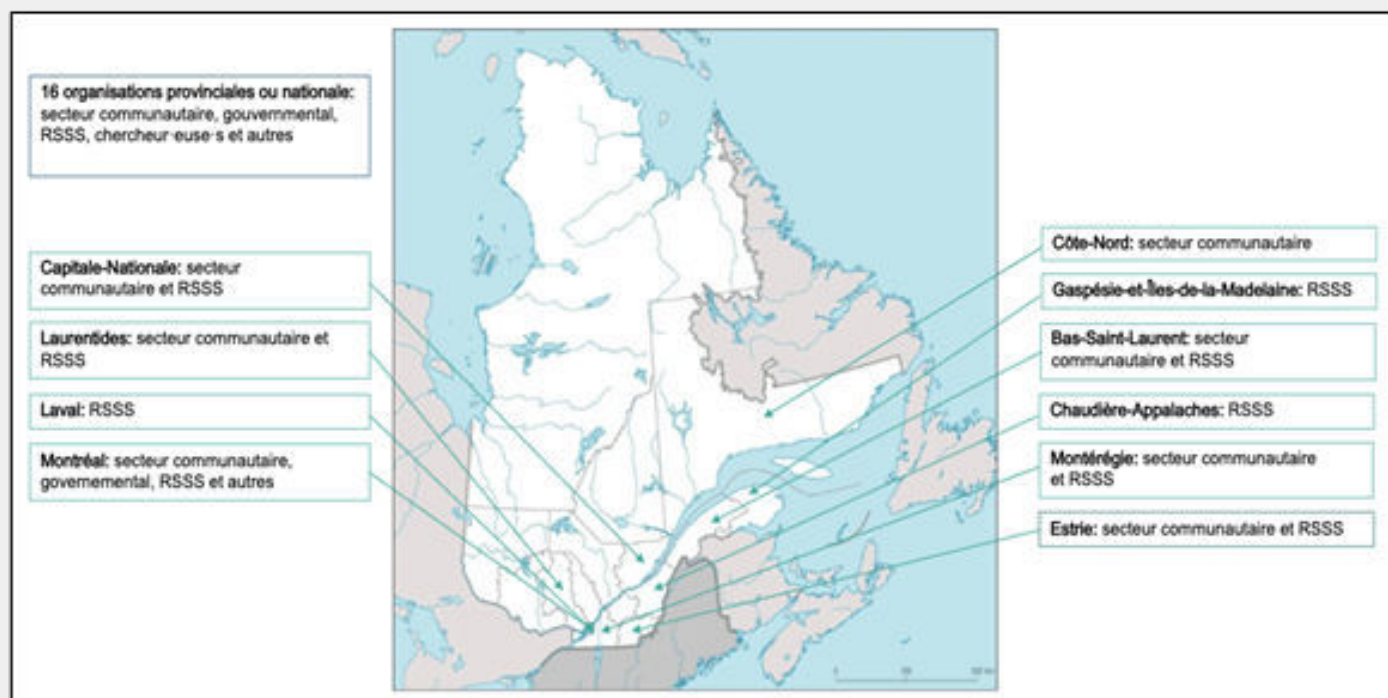 16 organisations provinciales ou nationale:
secteur communautaire, gouvernmental,
RSSS, chercheur·euse·s et autres
Capitale-Nationale: secteur
communautaire et RSSS
Laurentides: secteur communautaire et
RSSS
Laval: RSSS
Montréal: secteur communautaire,
governemental, RSSS et autres
Côte-Nord: secteur communautaire
Gaspésie-et-Îles-de-la-Madelaine: RSSS
Bas-Saint-Laurent: secteur
communautaire et RSSS
Chaudière-Appalaches: RSSS
Montérégie: secteur communautaire
et RSSS
Estrie: secteur communautaire et RSSS